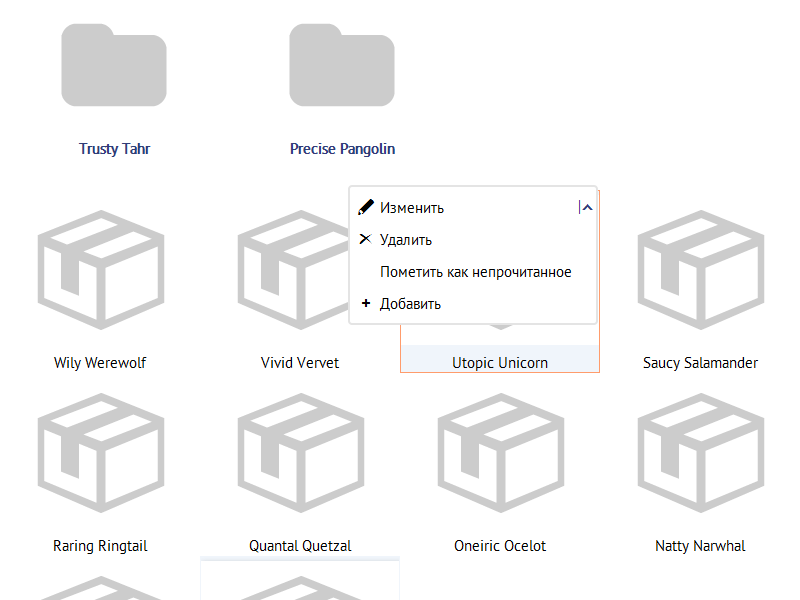 Trusty Tahr
Precise Pangolin
Изменить
Удалить
Пометить как непрочитанное
Добавить
Wily Werewolf
Vivid Vervet
Utopic Unicorn
Saucy Salamander
Raring Ringtail
Quantal Quetzal
Oneiric Ocelot
Natty Narwhal